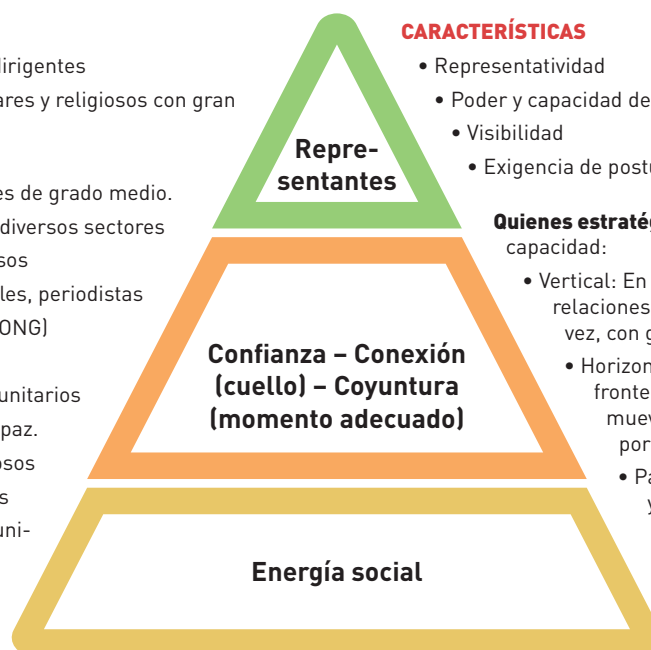 dirigentes
ares y religiosos con gran
es de grado medio.
diversos sectores
sos
les, periodistas
ONG)
unitarios
paz.
osos
s
uni-
Repre-
sentantes
Confianza – Conexión
(cuello) – Coyuntura
(momento adecuado)
Energía social
CARACTERÍSTICAS
• Representatividad
• Poder y capacidad de
• Visibilidad
• Exigencia de postu
Quienes estratég
capacidad:
• Vertical: En
relaciones
vez, con g
• Horizon
fronte
muev
por
• Pa
y